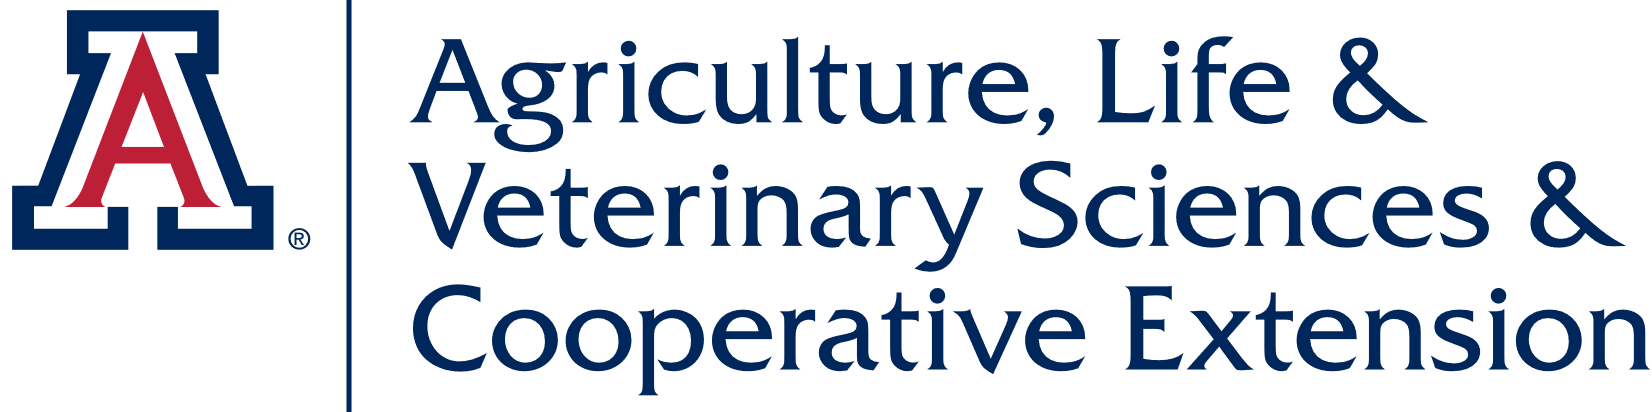 A ®
Agriculture, Life &
Veterinary Sciences &
Cooperative Extension